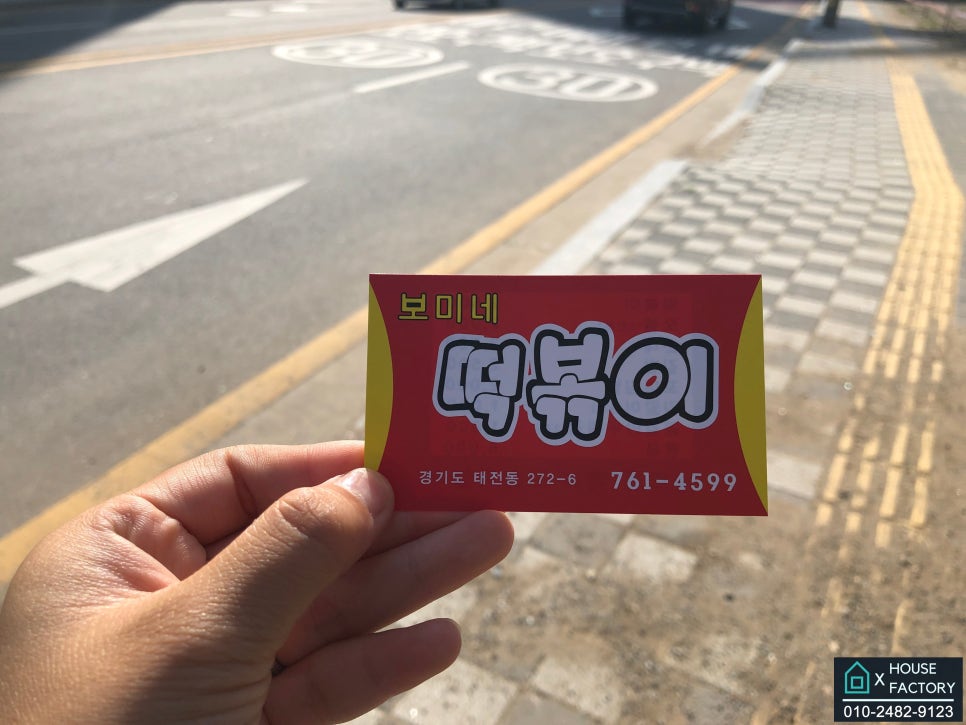 30
보미네
떡볶이
경기도 태전동 272-6 761-4599
X HOUSE
FACTORY
010-2482-9123